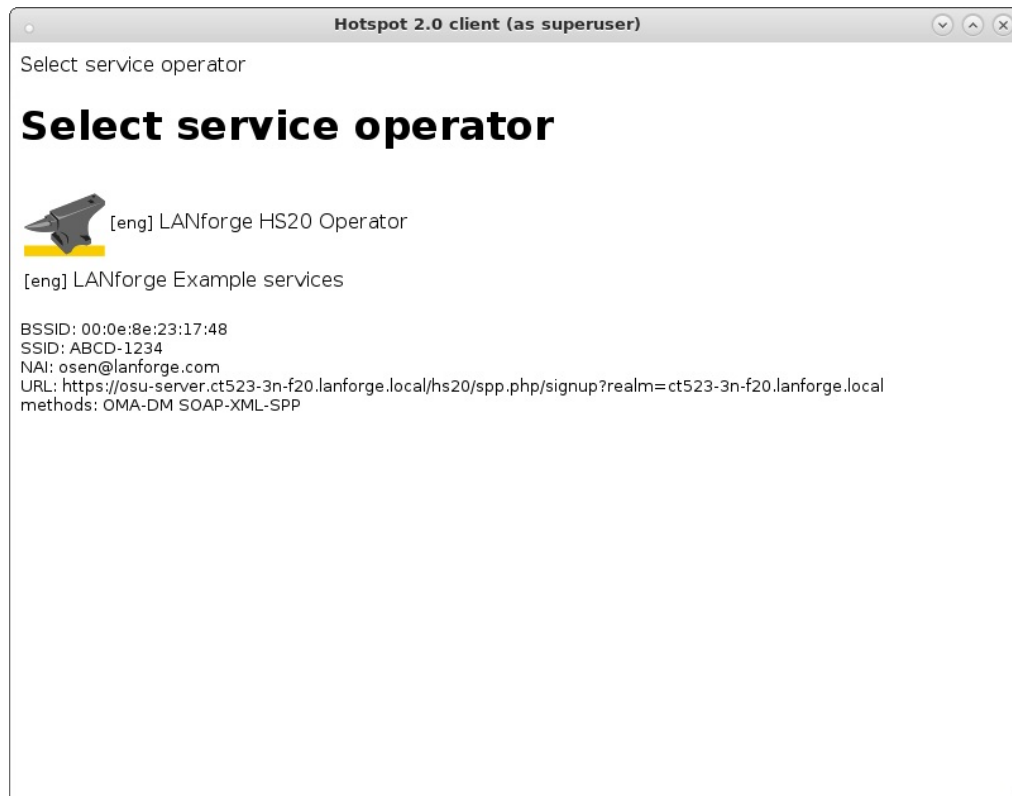 Hotspot 2.0 client (as superuser)
Select service operator
Select service operator
[eng] LANforge HS20 Operator
[eng] LANforge Example services
BSSID: 00:0e:8e:23:17:48
SSID: ABCD-1234
NAI: osen@lanforge.com
URL: https://osu-server.ct523-3n-f20.lanforge.local/hs20/spp.php/signup?realm=ct523-3n-f20.lanforge.local
methods: OMA-DM SOAP-XML-SPP